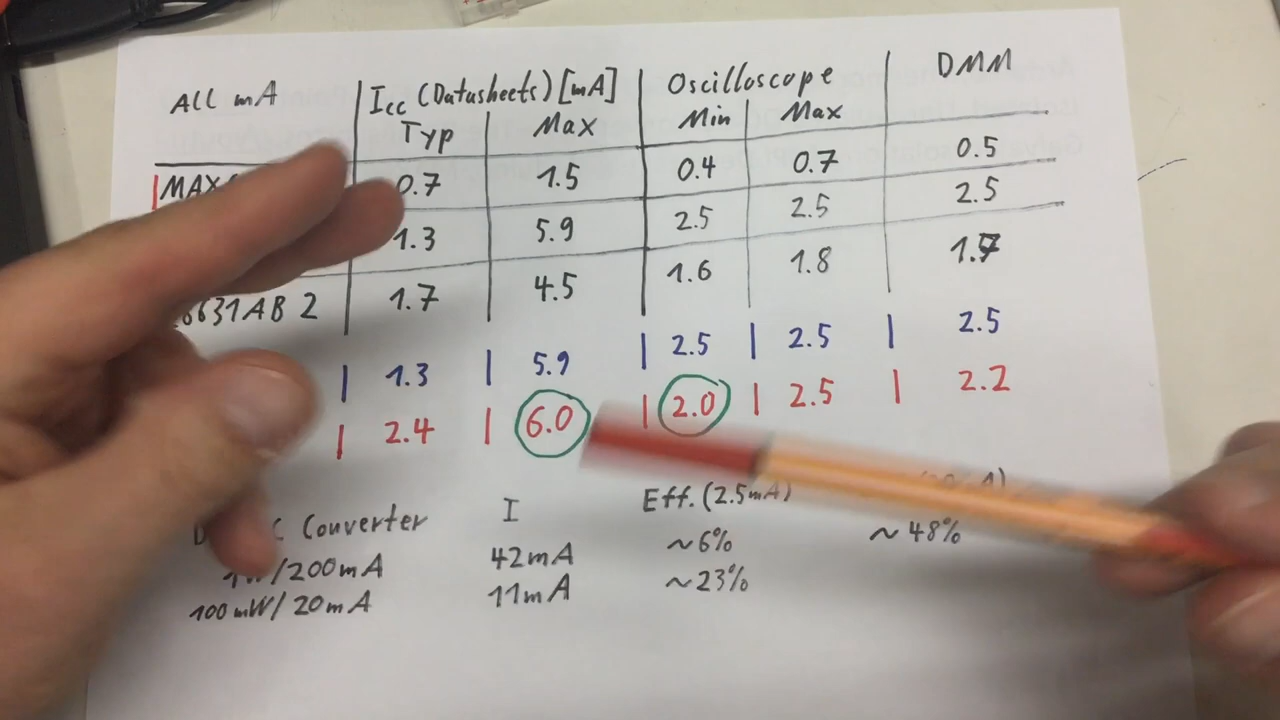 All mA | Icc (Datasheets) [mA] | Oscilloscope | DMM
Typ | Max | Min | Max
0.7 | 1.5 | 0.4 | 0.7 | 0.5
1.3 | 5.9 | 2.5 | 2.5 | 2.5
6631AB 2 | 1.7 | 4.5 | 1.6 | 1.8 | 1.7
| 1.3 | 5.9 | 2.5 | 2.5 | 2.5
| 2.4 | 6.0 | 2.0 | 2.5 | 2.2
Converter I Eff. (2.5mA)
/200mA 42mA ~6% ~48%
100mW/20mA 11mA ~23%